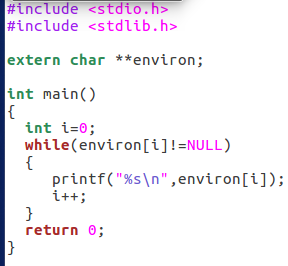 #include <stdio.h>
#include <stdlib.h>

extern char **environ;

int main()
{
  int i=0;
  while(environ[i]!=NULL)
  {
     printf("%s\n",environ[i]);
     i++;
  }
  return 0;
}